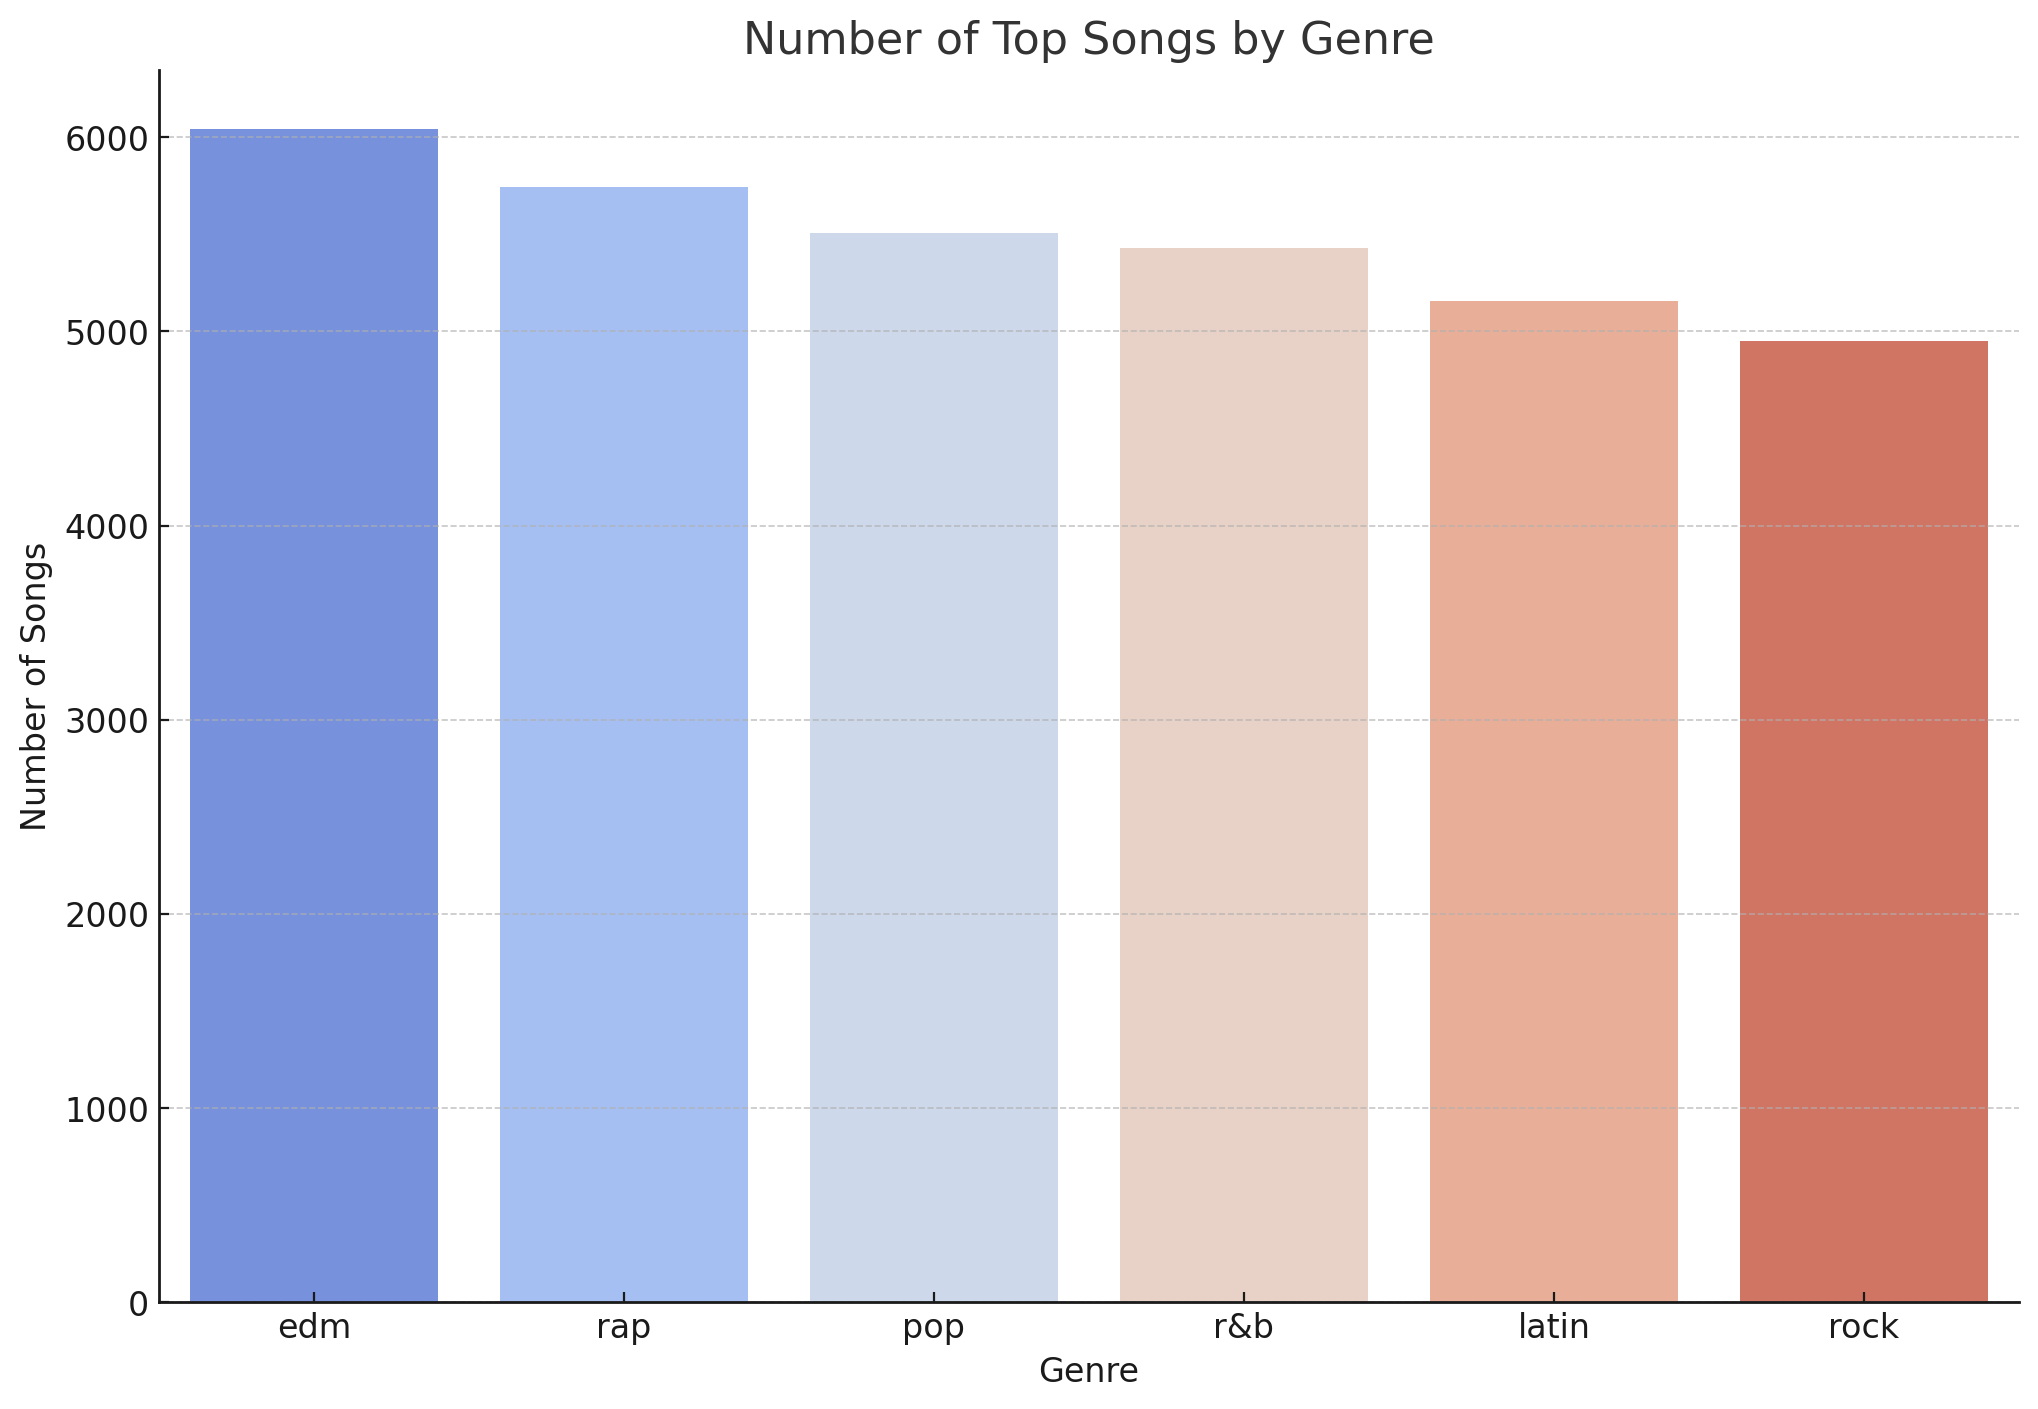 Number of Top Songs by Genre
6000
5000
4000
3000
2000
1000
0
Number of Songs
edm rap pop r&b latin rock
Genre